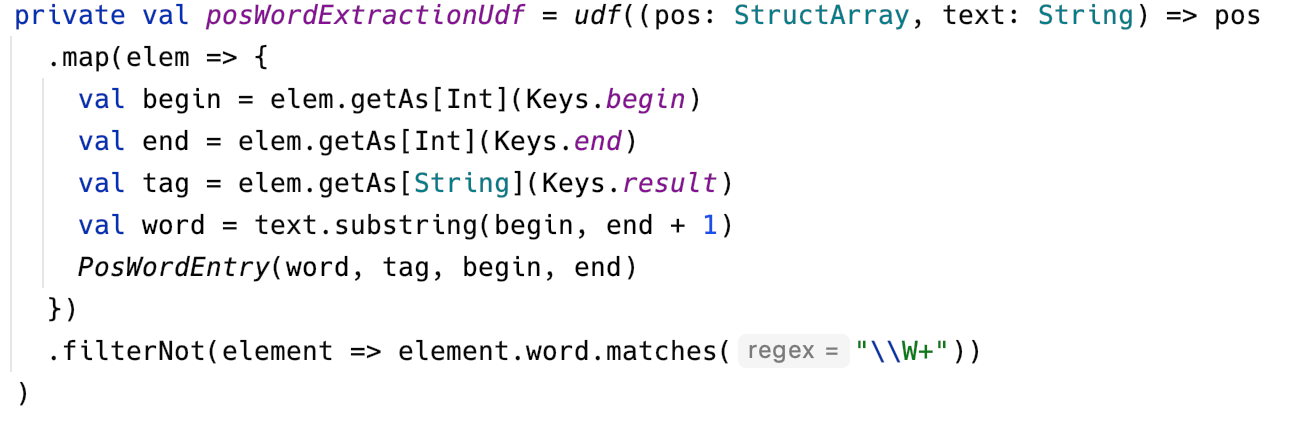 private val posWordExtractionUdf = udf((pos: StructArray, text: String) => pos
  .map(elem => {
    val begin = elem.getAs[Int](Keys.begin)
    val end = elem.getAs[Int](Keys.end)
    val tag = elem.getAs[String](Keys.result)
    val word = text.substring(begin, end + 1)
    PosWordEntry(word, tag, begin, end)
  })
  .filterNot(element => element.word.matches( regex = "\\W+"))
)